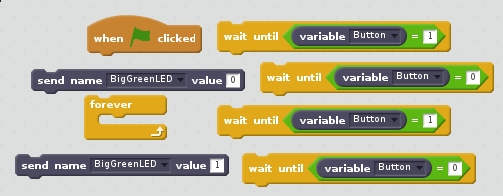 when clicked
wait until variable Button = 1
send name BigGreenLED value 0
wait until variable Button = 0
forever
wait until variable Button = 1
send name BigGreenLED value 1
wait until variable Button = 0